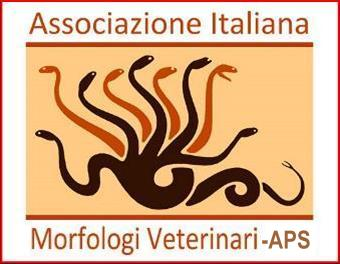 Associazione Italiana
Morfologi Veterinari-APS